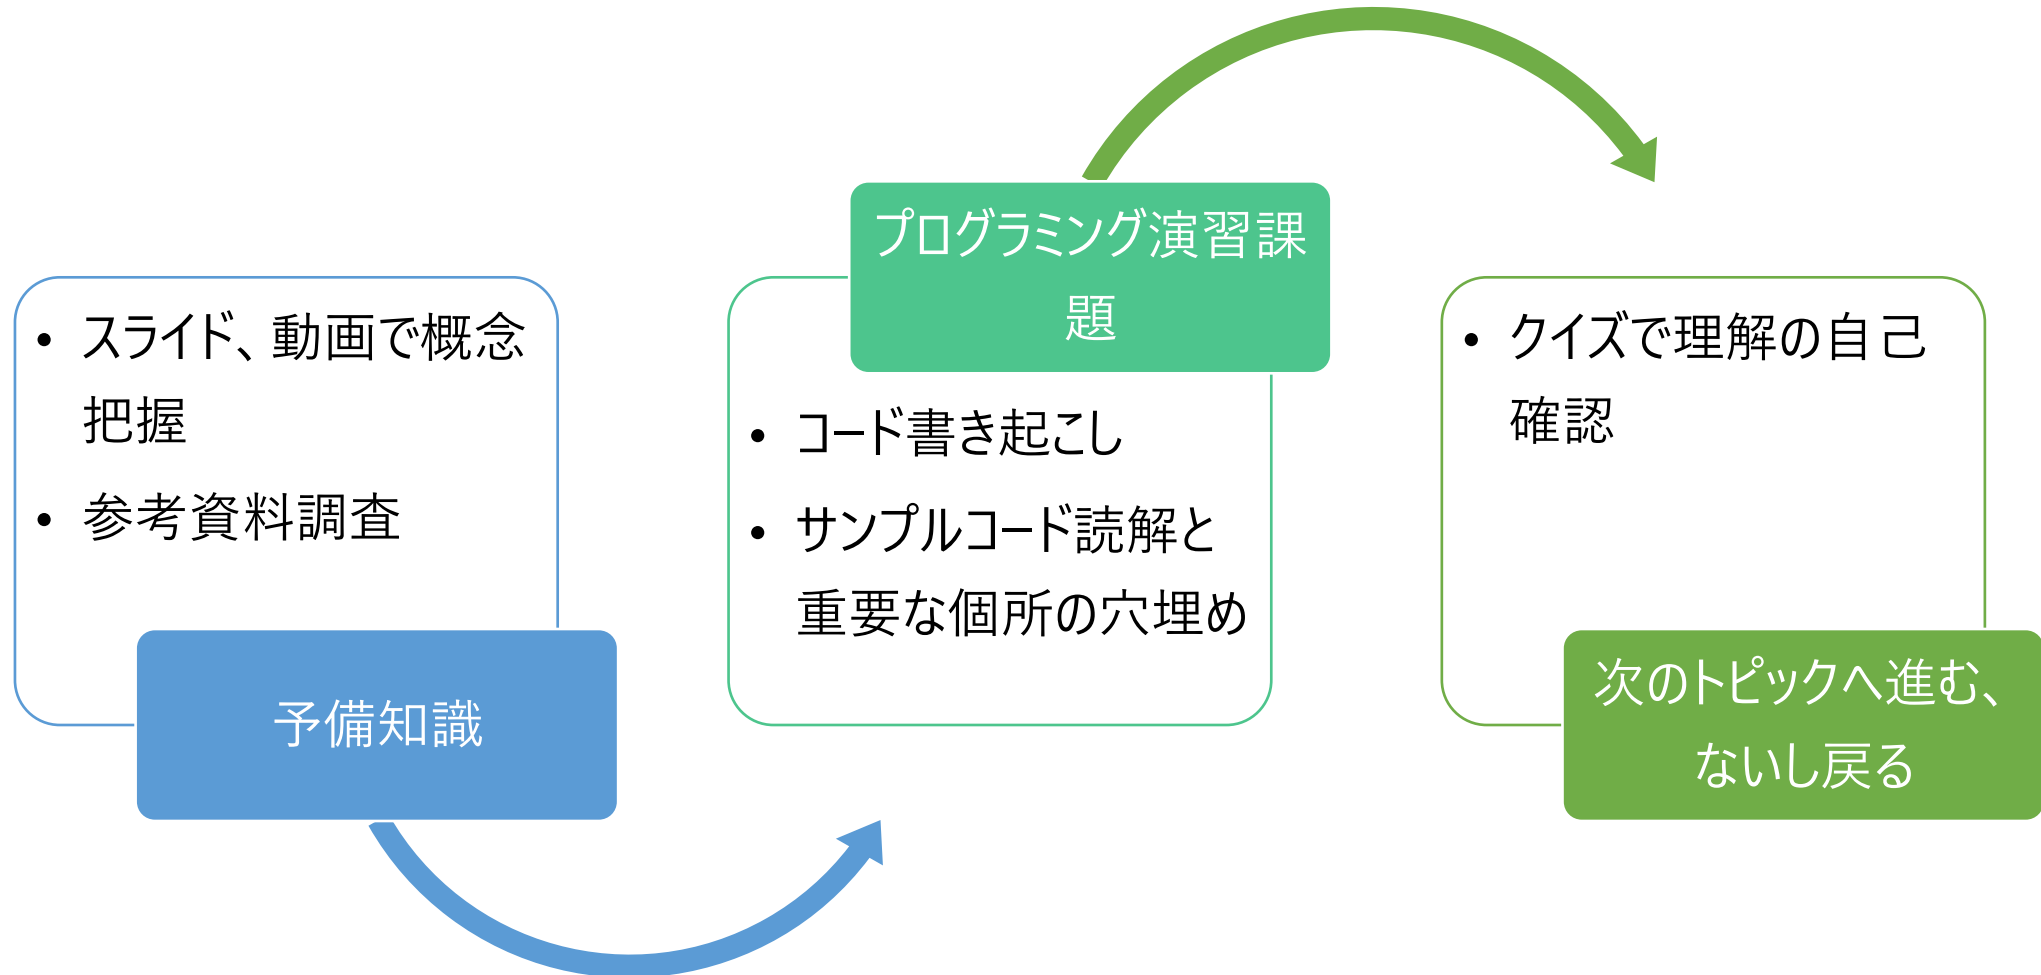 • スライド、動画で概念
把握
• 参考資料調査
予備知識
プログラミング演習課
題
• コード書き起こし
• サンプルコード読解と
重要な個所の穴埋め
• クイズで理解の自己
確認
次のトピックへ進む、
ないし戻る